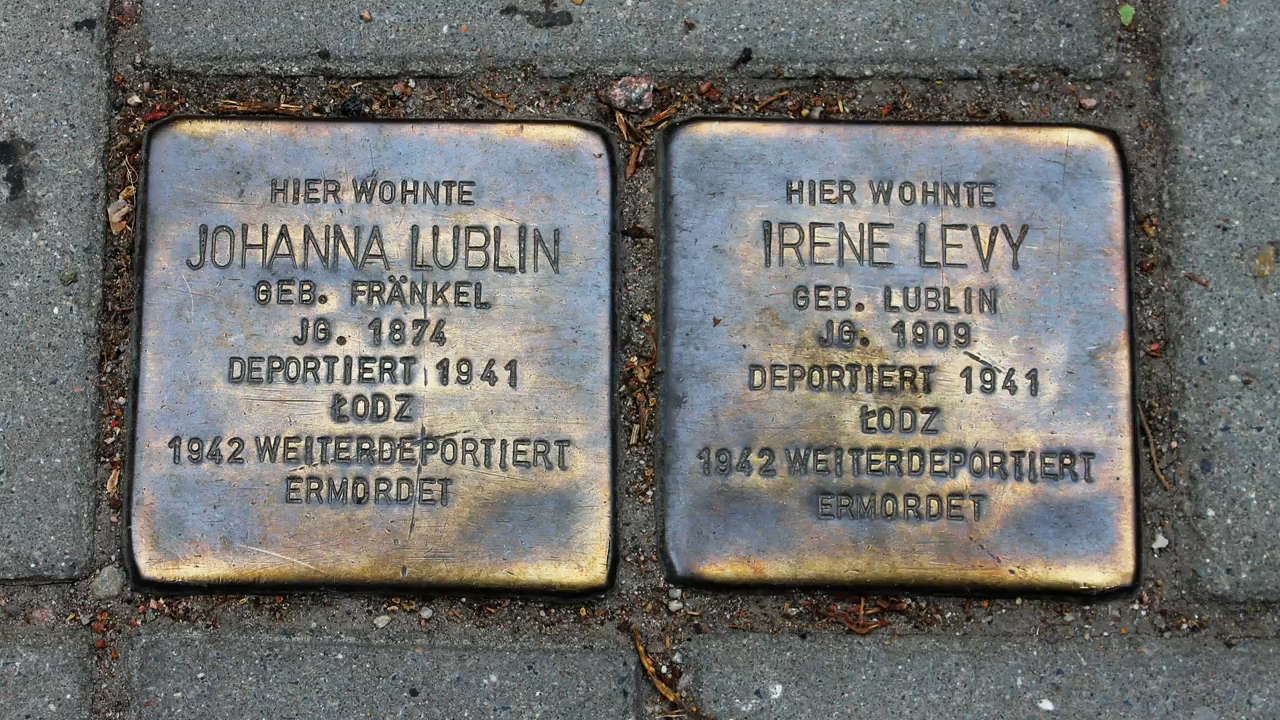 HIER WOHNTE
JOHANNA LUBLIN
GEB. FRÄNKEL
JG. 1874
DEPORTIERT 1941
ŁODZ
1942 WEITERDEPORTIERT
ERMORDET
HIER WOHNTE
IRENE LEVY
GEB. LUBLIN
JG. 1909
DEPORTIERT 1941
ŁODZ
1942 WEITERDEPORTIERT
ERMORDET